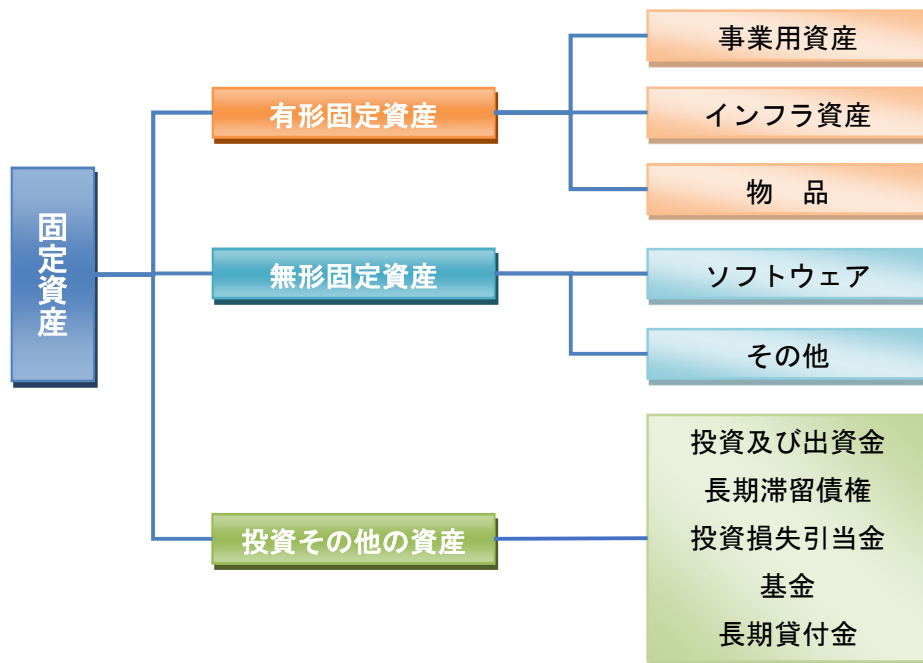 固定資産
有形固定資産
事業用資産
インフラ資産
物　品
無形固定資産
ソフトウェア
その他
投資その他の資産
投資及び出資金
長期滞留債権
投資損失引当金
基金
長期貸付金